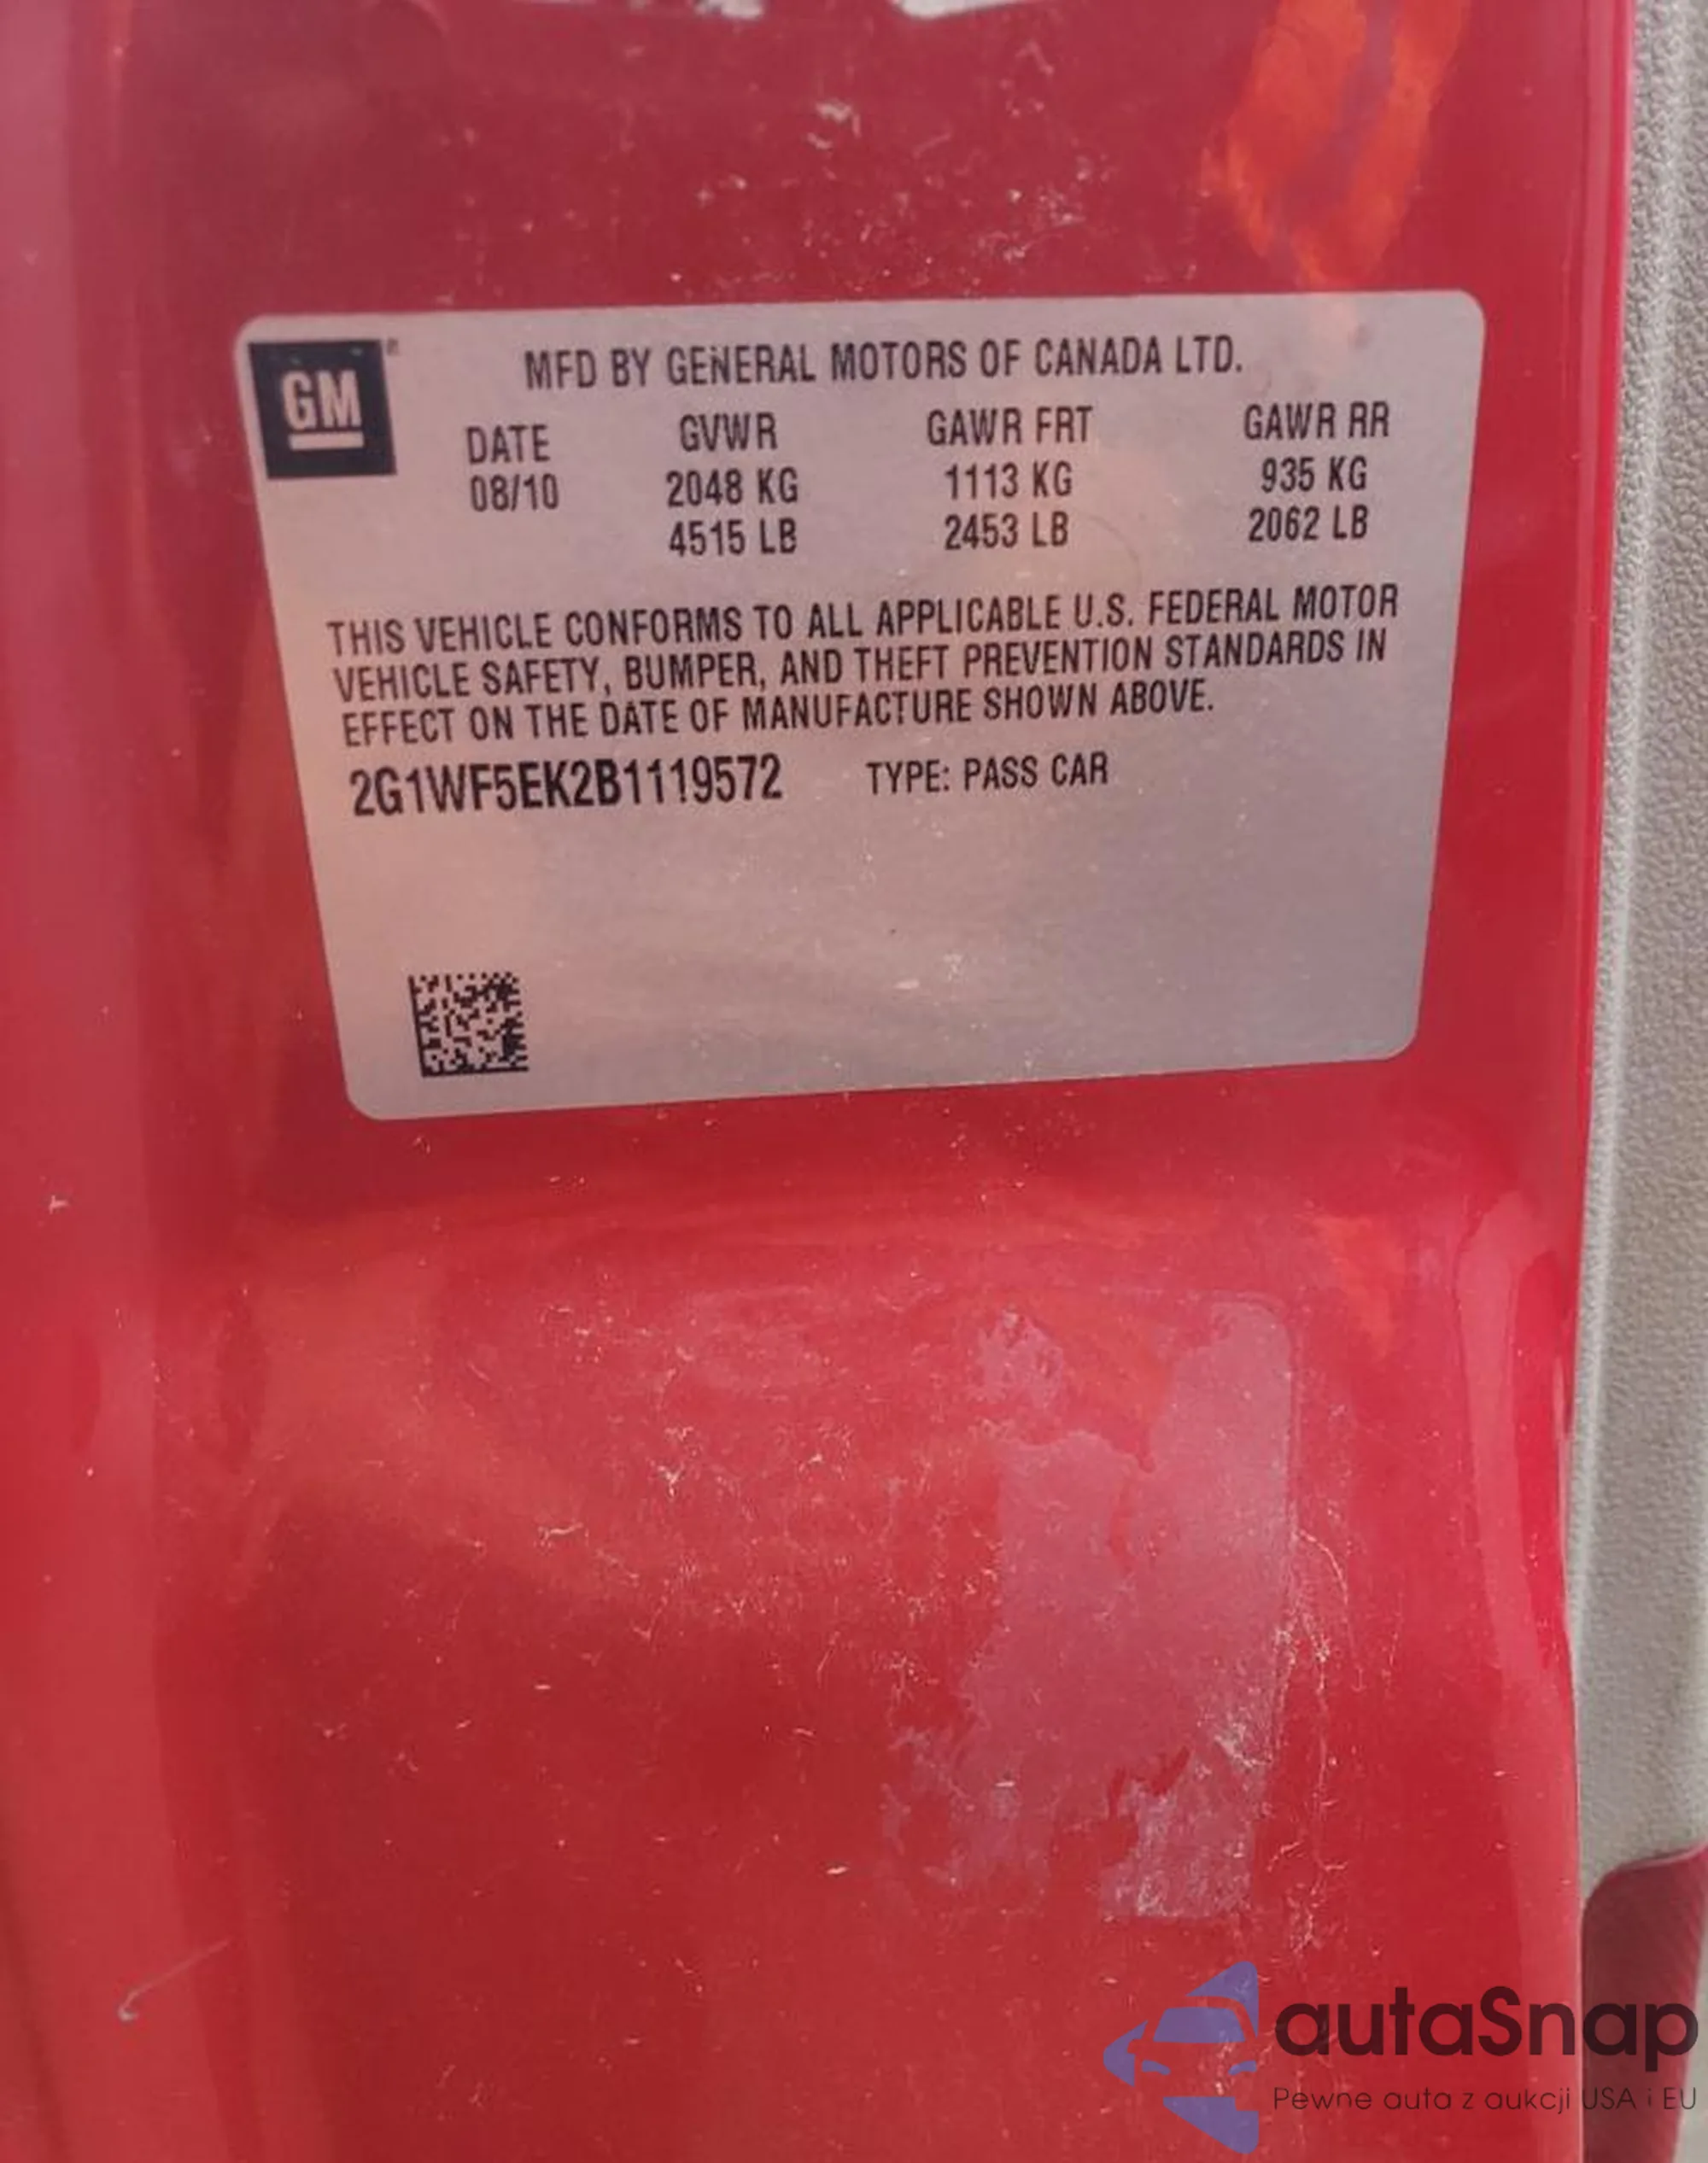 GM
MFD BY GENERAL MOTORS OF CANADA LTD.
DATE GVWR GAWR FRT GAWR RR
08/10 2048 KG 1113 KG 935 KG
4515 LB 2453 LB 2062 LB
THIS VEHICLE CONFORMS TO ALL APPLICABLE U.S. FEDERAL MOTOR
VEHICLE SAFETY, BUMPER, AND THEFT PREVENTION STANDARDS IN
EFFECT ON THE DATE OF MANUFACTURE SHOWN ABOVE.
2G1WF5EK2B1119572 TYPE: PASS CAR
autaSnap
Pewne auta z aukcji USA i EU